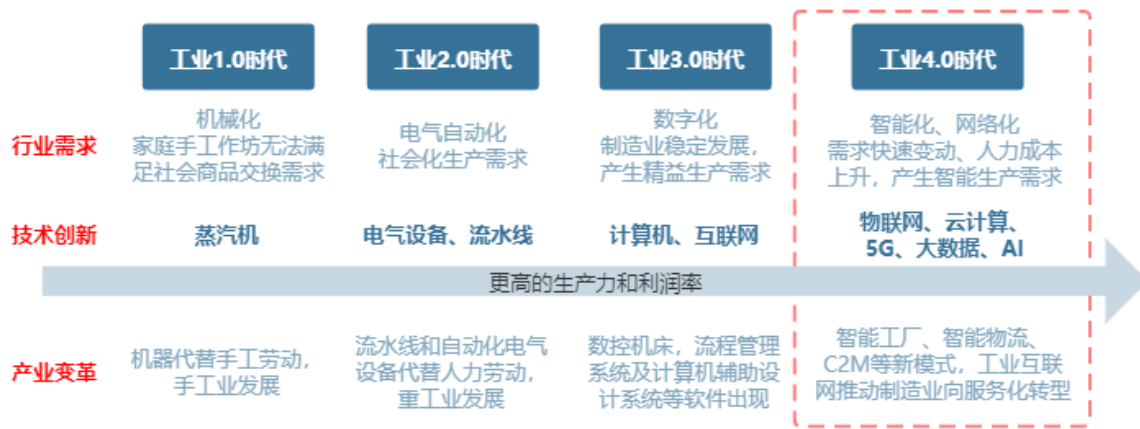 工业1.0时代
工业2.0时代
工业3.0时代
工业4.0时代
行业需求
机械化
家庭手工作坊无法满
足社会商品交换需求
电气自动化
社会化生产需求
数字化
制造业稳定发展，
产生精益生产需求
智能化、网络化
需求快速变动、人力成本
上升，产生智能生产需求
技术创新
蒸汽机
电气设备、流水线
计算机、互联网
物联网、云计算、
5G、大数据、AI
更高的生产力和利润率
产业变革
机器代替手工劳动，
手工业发展
流水线和自动化电气
设备代替人力劳动，
重工业发展
数控机床，流程管理
系统及计算机辅助设
计系统等软件出现
智能工厂、智能物流、
C2M等新模式，工业互联
网推动制造业向服务化转型